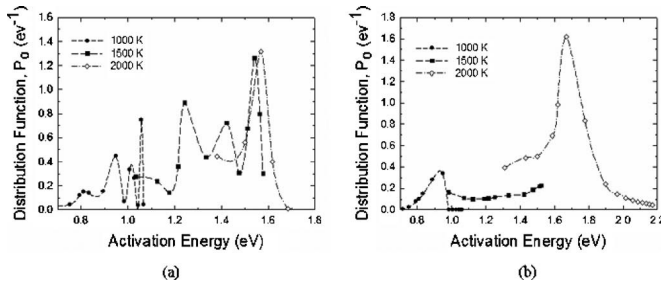 Distribution Function, P₀ (ev⁻¹)
1.6
1.4
1.2
1.0
0.8
0.6
0.4
0.2
0.0
1000 K
1500 K
2000 K
0.8 1.0 1.2 1.4 1.6 1.8
Activation Energy (eV)
(a)
Distribution Function, P₀ (ev⁻¹)
1.8
1.6
1.4
1.2
1.0
0.8
0.6
0.4
0.2
0.0
1000 K
1500 K
2000 K
0.8 1.0 1.2 1.4 1.6 1.8 2.0 2.2
Activation Energy (eV)
(b)